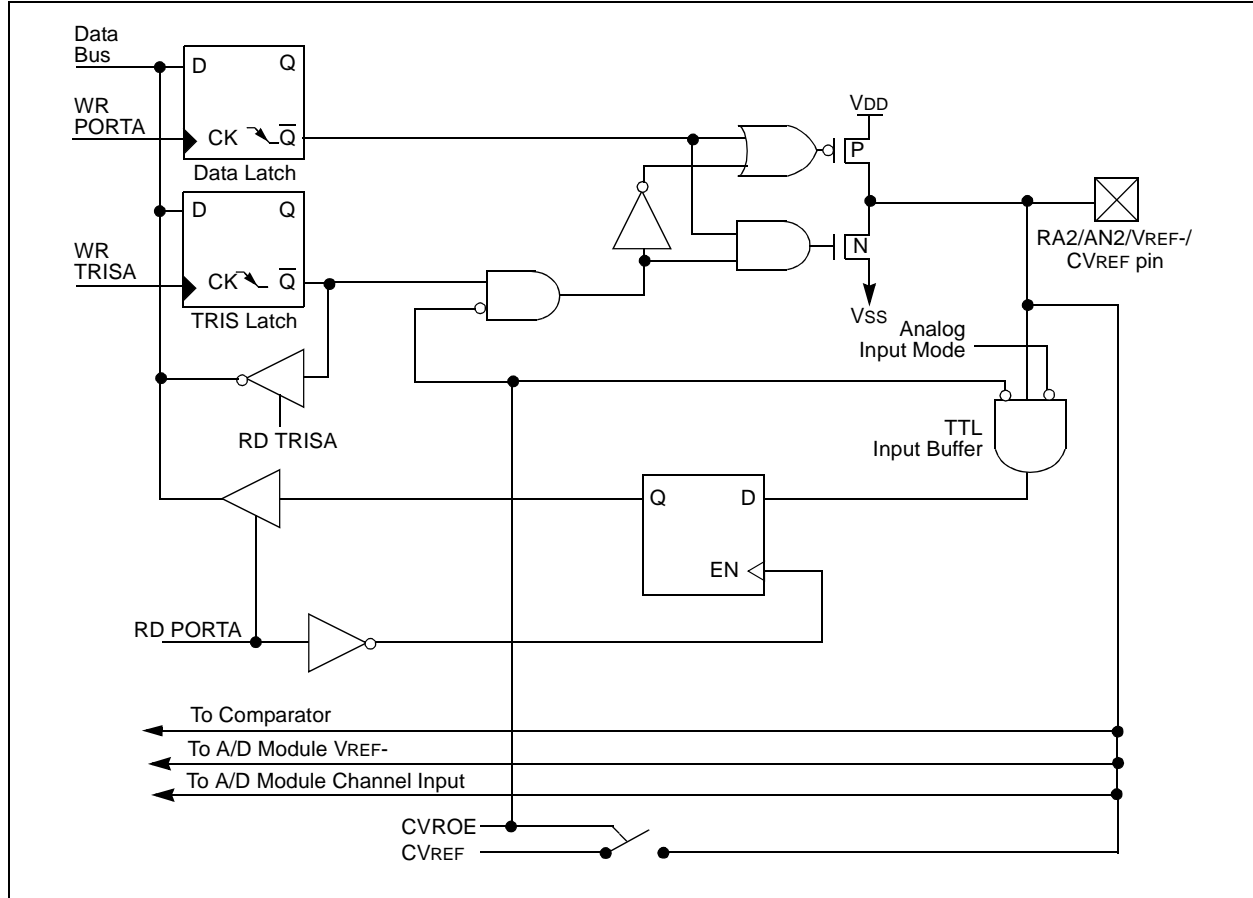 Data
Bus
D
Q
WR
PORTA
CK
Q
Data Latch
VDD
P
D
Q
WR
TRISA
CK
Q
TRIS Latch
N
VSS
RA2/AN2/VREF-/
CVREF pin
Analog
Input Mode
RD TRISA
TTL
Input Buffer
Q
D
EN
RD PORTA
To Comparator
To A/D Module VREF-
To A/D Module Channel Input
CVROE
CVREF